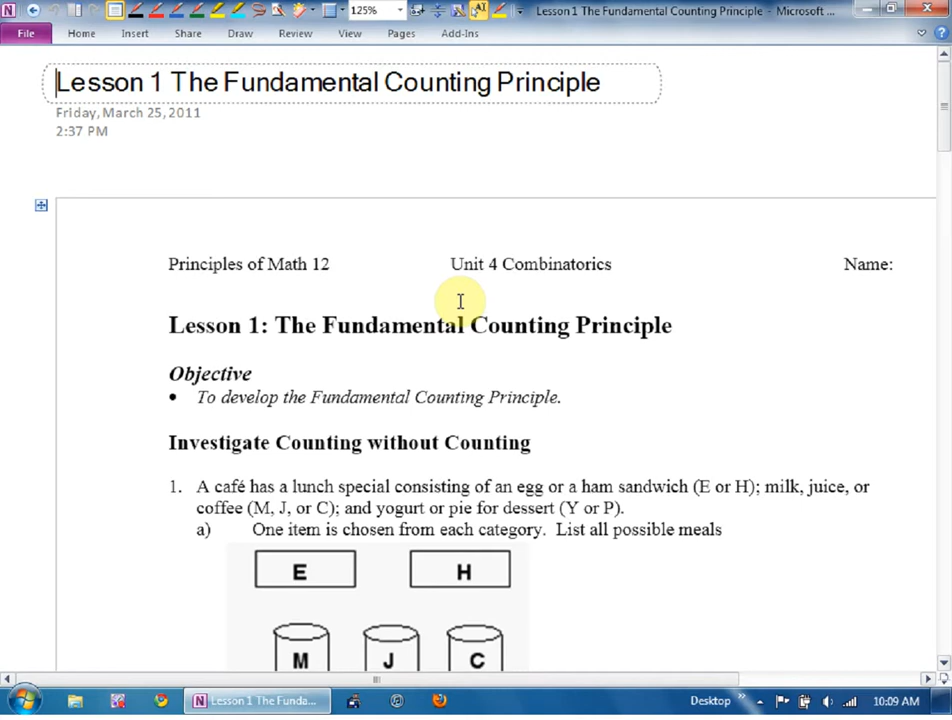 125%
Lesson 1 The Fundamental Counting Principle - Microsoft ...
File Home Insert Share Draw Review View Pages Add-Ins
Lesson 1 The Fundamental Counting Principle
Friday, March 25, 2011
2:37 PM
Principles of Math 12 Unit 4 Combinatorics Name:
Lesson 1: The Fundamental Counting Principle
Objective
• To develop the Fundamental Counting Principle.
Investigate Counting without Counting
1. A café has a lunch special consisting of an egg or a ham sandwich (E or H); milk, juice, or
coffee (M, J, or C); and yogurt or pie for dessert (Y or P).
a) One item is chosen from each category. List all possible meals
E H
M J C
Lesson 1 The Funda... Desktop 10:09 AM